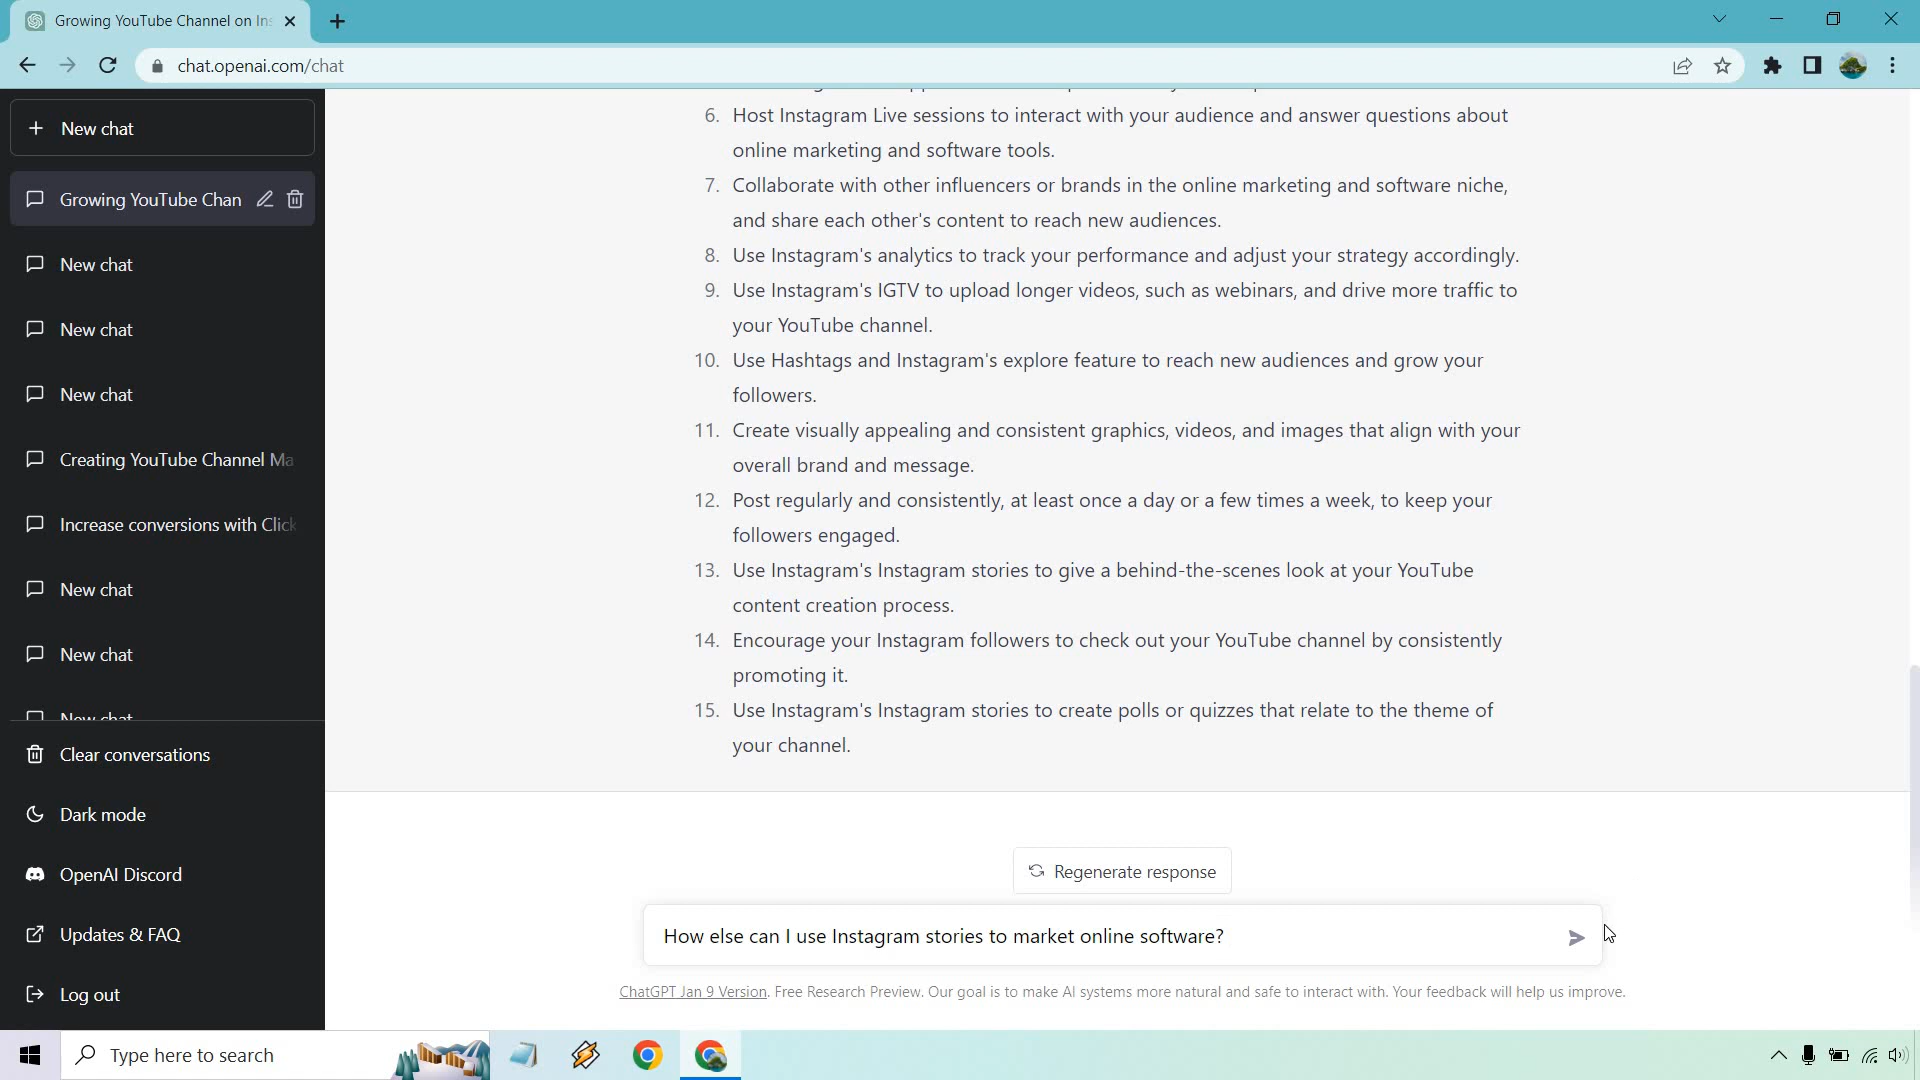 Growing YouTube Channel on Ins
chat.openai.com/chat
New chat
Growing YouTube Chan
New chat
New chat
New chat
Creating YouTube Channel Ma
Increase conversions with Click
New chat
New chat
New chat
Clear conversations
Dark mode
OpenAI Discord
Updates & FAQ
Log out
6. Host Instagram Live sessions to interact with your audience and answer questions about
online marketing and software tools.
7. Collaborate with other influencers or brands in the online marketing and software niche,
and share each other's content to reach new audiences.
8. Use Instagram's analytics to track your performance and adjust your strategy accordingly.
9. Use Instagram's IGTV to upload longer videos, such as webinars, and drive more traffic to
your YouTube channel.
10. Use Hashtags and Instagram's explore feature to reach new audiences and grow your
followers.
11. Create visually appealing and consistent graphics, videos, and images that align with your
overall brand and message.
12. Post regularly and consistently, at least once a day or a few times a week, to keep your
followers engaged.
13. Use Instagram's Instagram stories to give a behind-the-scenes look at your YouTube
content creation process.
14. Encourage your Instagram followers to check out your YouTube channel by consistently
promoting it.
15. Use Instagram's Instagram stories to create polls or quizzes that relate to the theme of
your channel.
Regenerate response
How else can I use Instagram stories to market online software?
ChatGPT Jan 9 Version. Free Research Preview. Our goal is to make AI systems more natural and safe to interact with. Your feedback will help us improve.
Type here to search